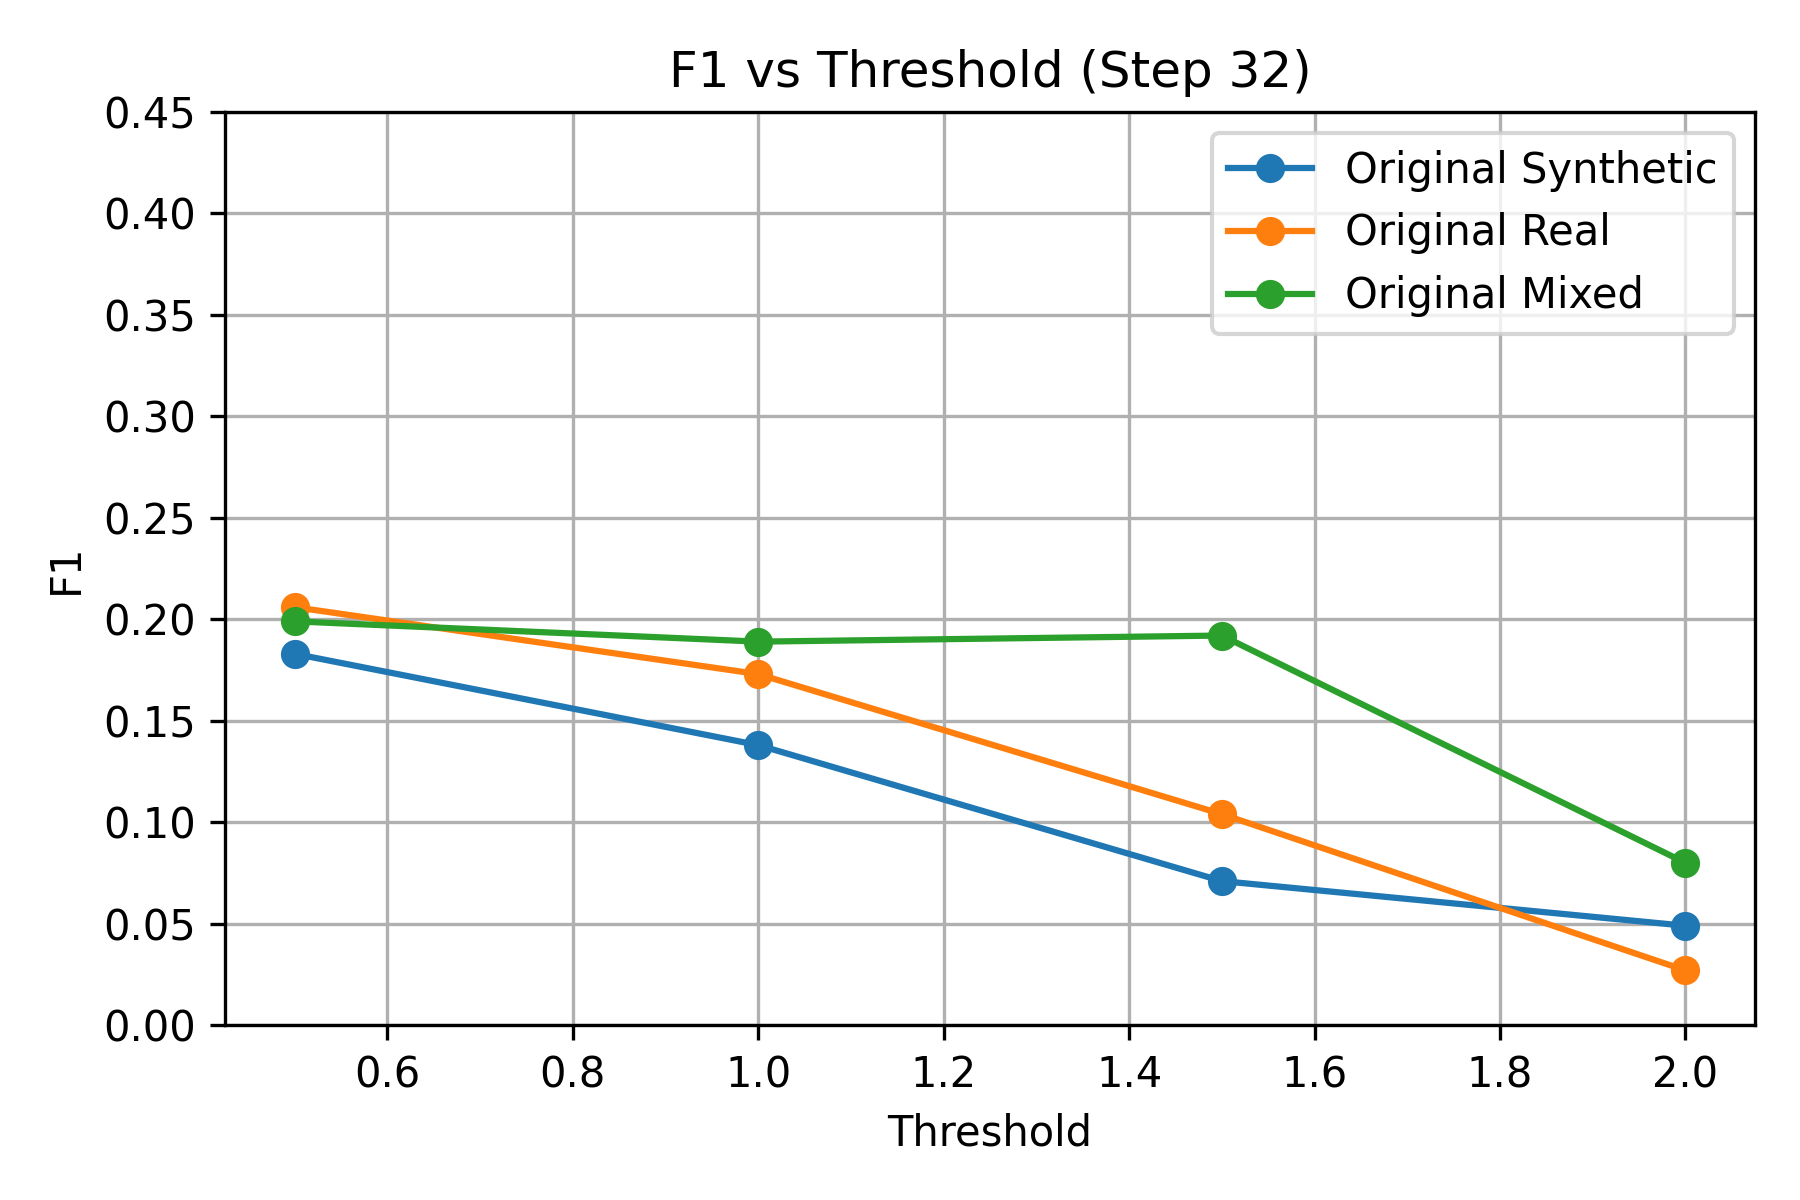 F1 vs Threshold (Step 32)
0.45
0.40
0.35
0.30
0.25
0.20
0.15
0.10
0.05
0.00
F1
Original Synthetic
Original Real
Original Mixed
0.6 0.8 1.0 1.2 1.4 1.6 1.8 2.0
Threshold